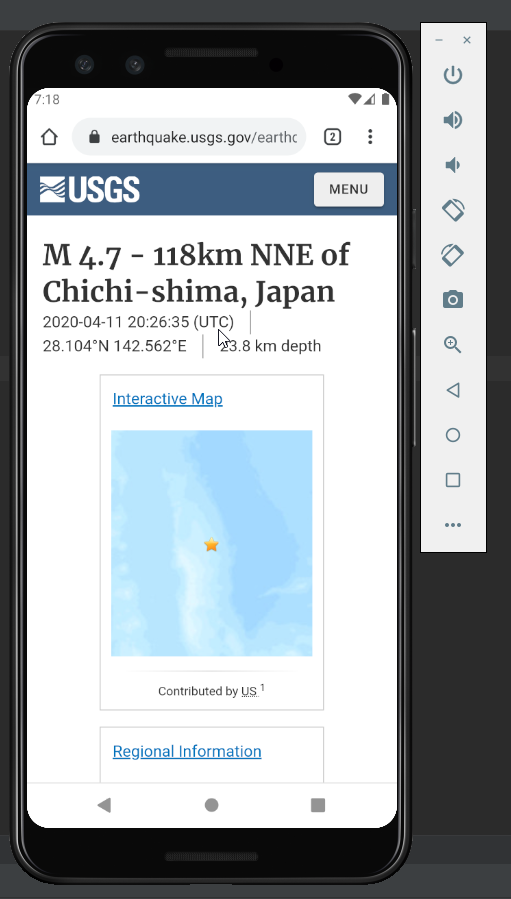 7:18
earthquake.usgs.gov/earthc
2
USGS
MENU
M 4.7 - 118km NNE of
Chichi-shima, Japan
2020-04-11 20:26:35 (UTC)
28.104°N 142.562°E
23.8 km depth
Interactive Map
Contributed by US 1
Regional Information